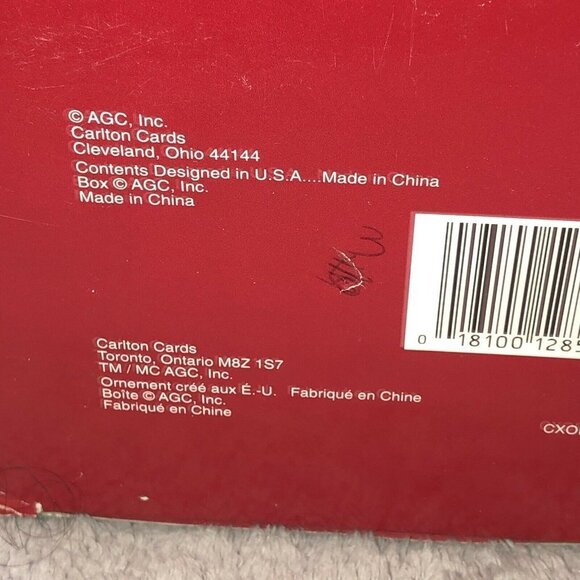 © AGC, Inc.
Carlton Cards
Cleveland, Ohio 44144
Contents Designed in U.S.A....Made in China
Box © AGC, Inc.
Made in China
0 18100 1285
Carlton Cards
Toronto, Ontario M8Z 1S7
TM / MC AGC, Inc.
Ornement créé aux É.-U. Fabriqué en Chine
Boîte © AGC, Inc.
Fabriqué en Chine